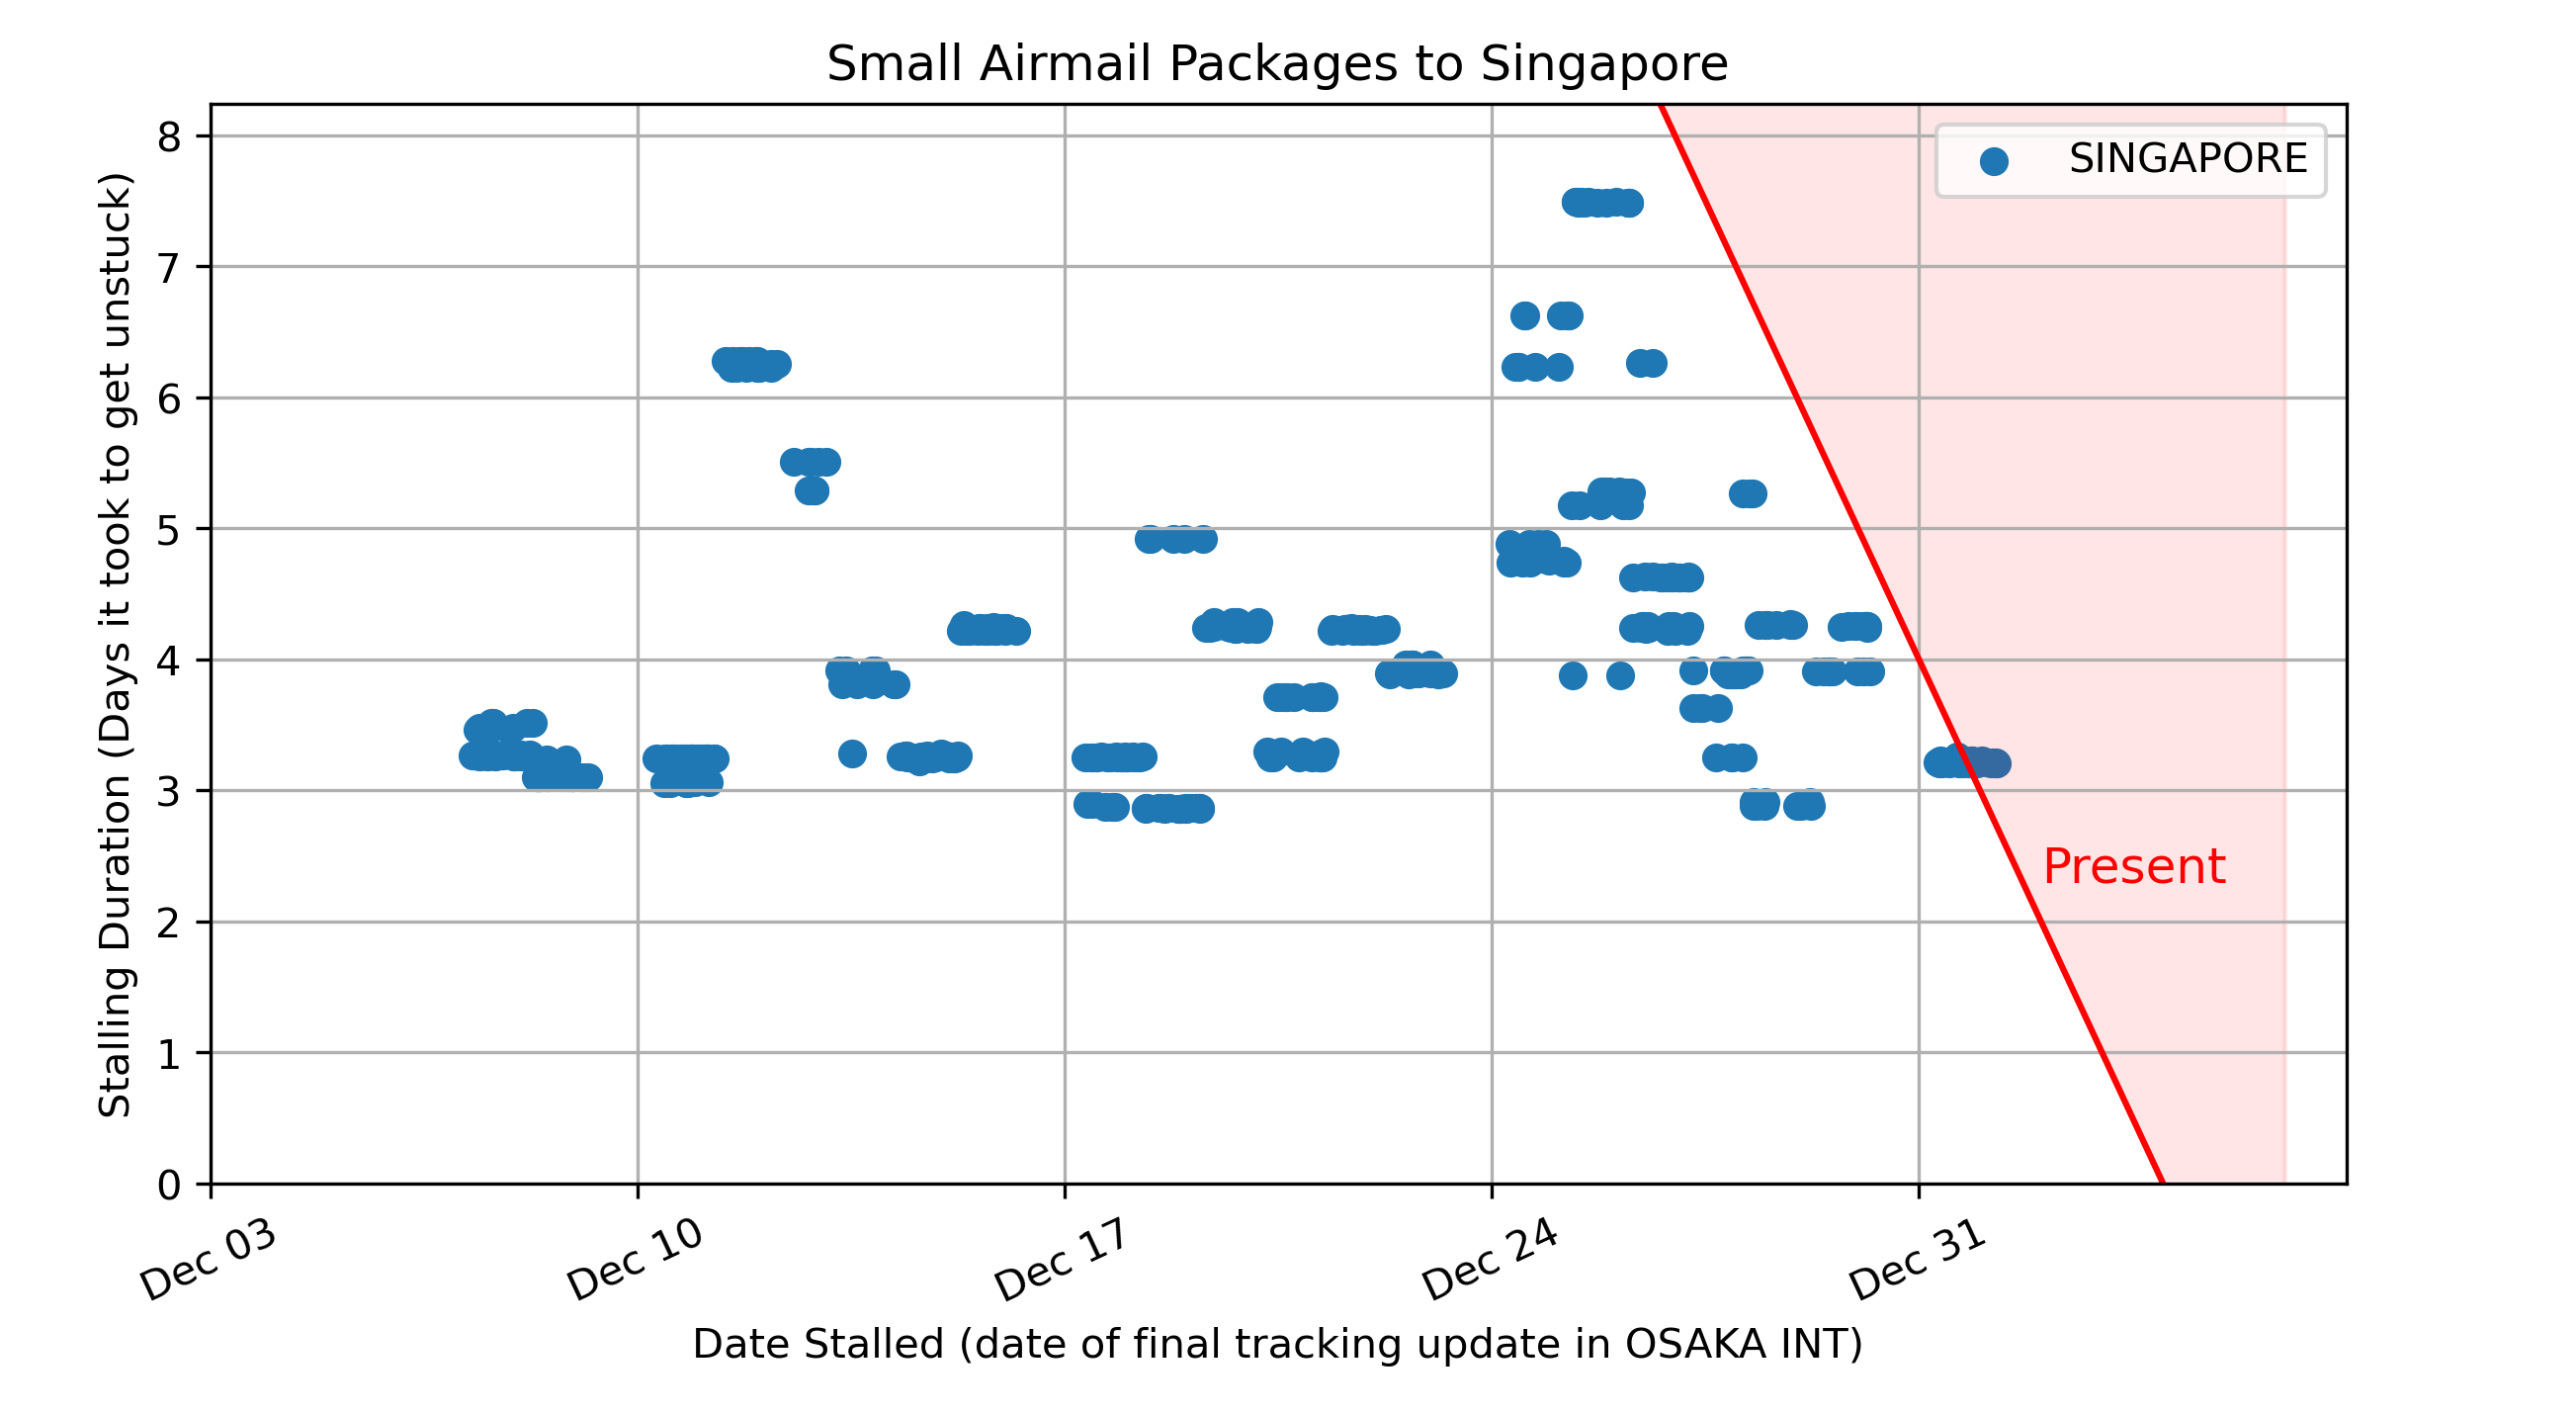 Small Airmail Packages to Singapore
SINGAPORE
Stalling Duration (Days it took to get unstuck)
8
7
6
5
4
3
2
1
0
Present
Dec 03
Dec 10
Dec 17
Dec 24
Dec 31
Date Stalled (date of final tracking update in OSAKA INT)